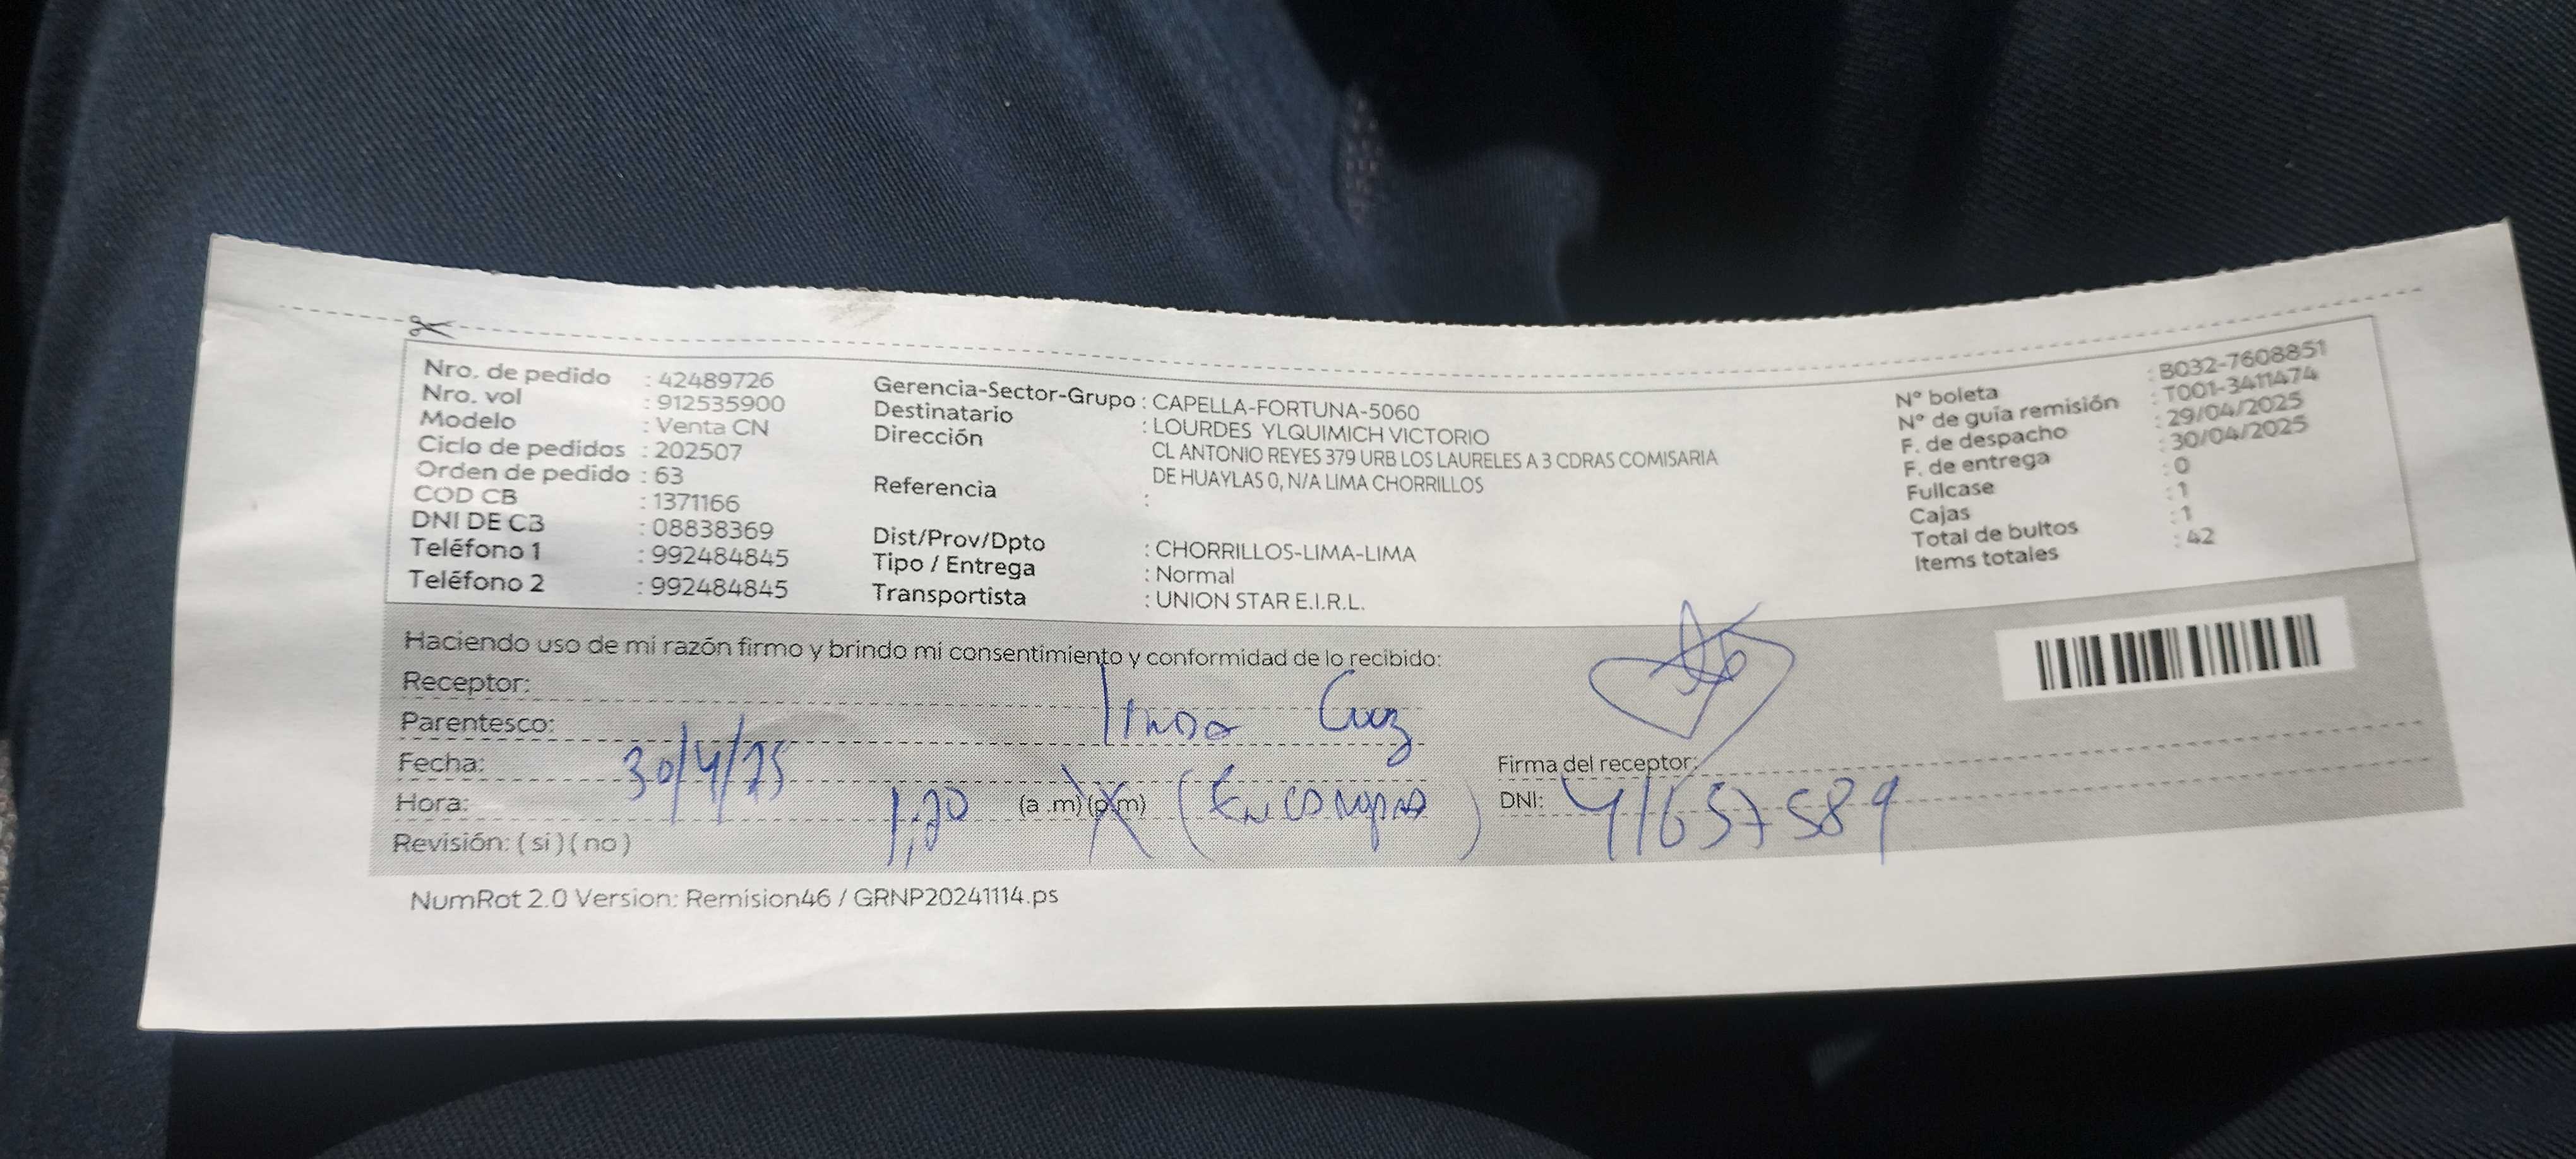 Nro. de pedido : 42489726
Nro. vol : 912535900
Modelo : Venta CN
Ciclo de pedidos : 202507
Orden de pedido : 63
COD CB : 1371166
DNI DE CB : 08838369
Teléfono 1 : 992484845
Teléfono 2 : 992484845
Gerencia-Sector-Grupo : CAPELLA-FORTUNA-5060
Destinatario : LOURDES YLQUIMICH VICTORIO
Dirección CL ANTONIO REYES 379 URB LOS LAURELES A 3 CDRAS COMISARIA
DE HUAYLAS 0, N/A LIMA CHORRILLOS
Referencia :
Dist/Prov/Dpto : CHORRILLOS-LIMA-LIMA
Tipo / Entrega : Normal
Transportista : UNION STAR E.I.R.L.
N° boleta : B032-7608851
N° de guía remisión : T001-3411474
F. de despacho : 29/04/2025
F. de entrega : 30/04/2025
Fullcase : 0
Cajas : 1
Total de bultos : 1
Items totales : 42
Haciendo uso de mi razón firmo y brindo mi consentimiento y conformidad de lo recibido:
Receptor:
Parentesco: Cruz
Fecha: 30/4/25
Firma del receptor:
Hora: (a .m) (p.m)
DNI: 41657589
Revisión: ( si ) ( no )
NumRot 2.0 Version: Remision46 / GRNP20241114.ps